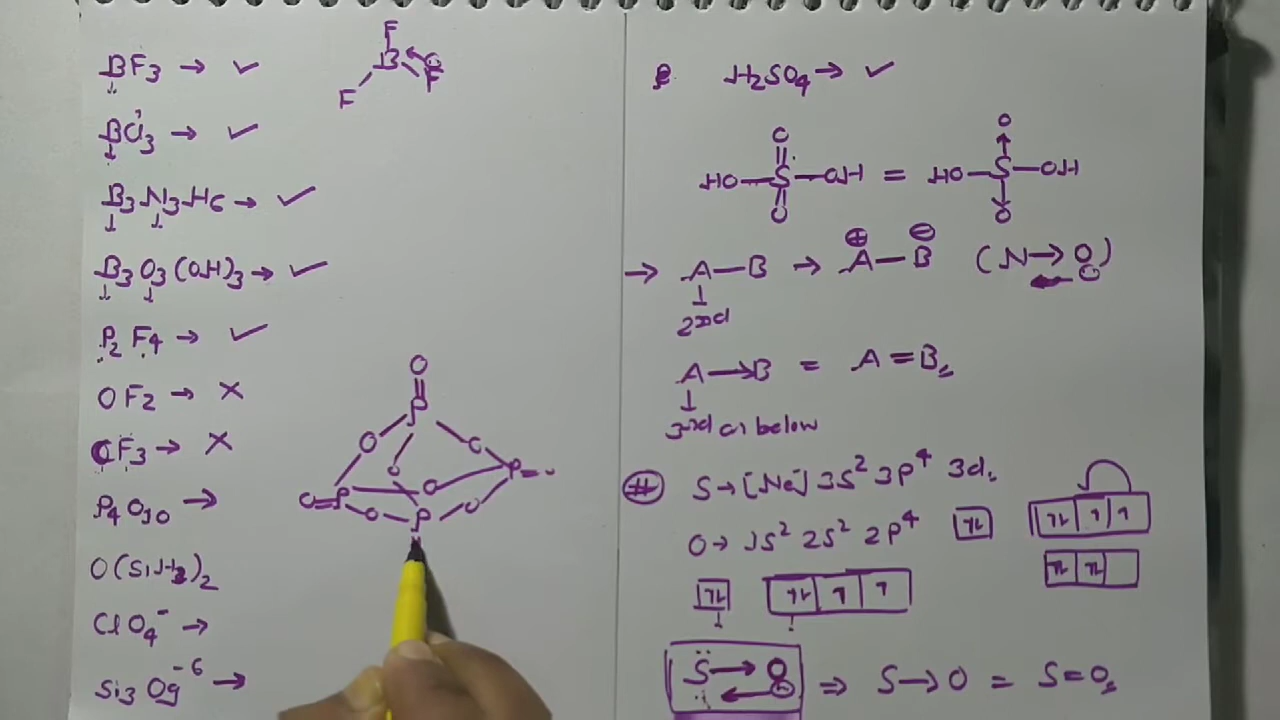 BF3 → ✓
BCl3 → ✓
B3N3H6 → ✓
B3O3(OH)3 → ✓
P2F4 → ✓
OF2 → ×
CF3 → ×
P4O10 →
O(SiH3)2
ClO4⁻ →
Si3O9⁻⁶ →
F
B
F F
O
P
O O
O
O=P O P=O
O O
P
H2SO4 → ✓
O O
HO—S—OH = HO—S—OH
O O
→ A—B → A—B (N→O)
⊕ ⊖
2nd
A→B = A=B
3rd or below
# S→[Ne]3s² 3p⁴ 3d
O→ 1s² 2s² 2p⁴
S→O ⇒ S→O = S=O